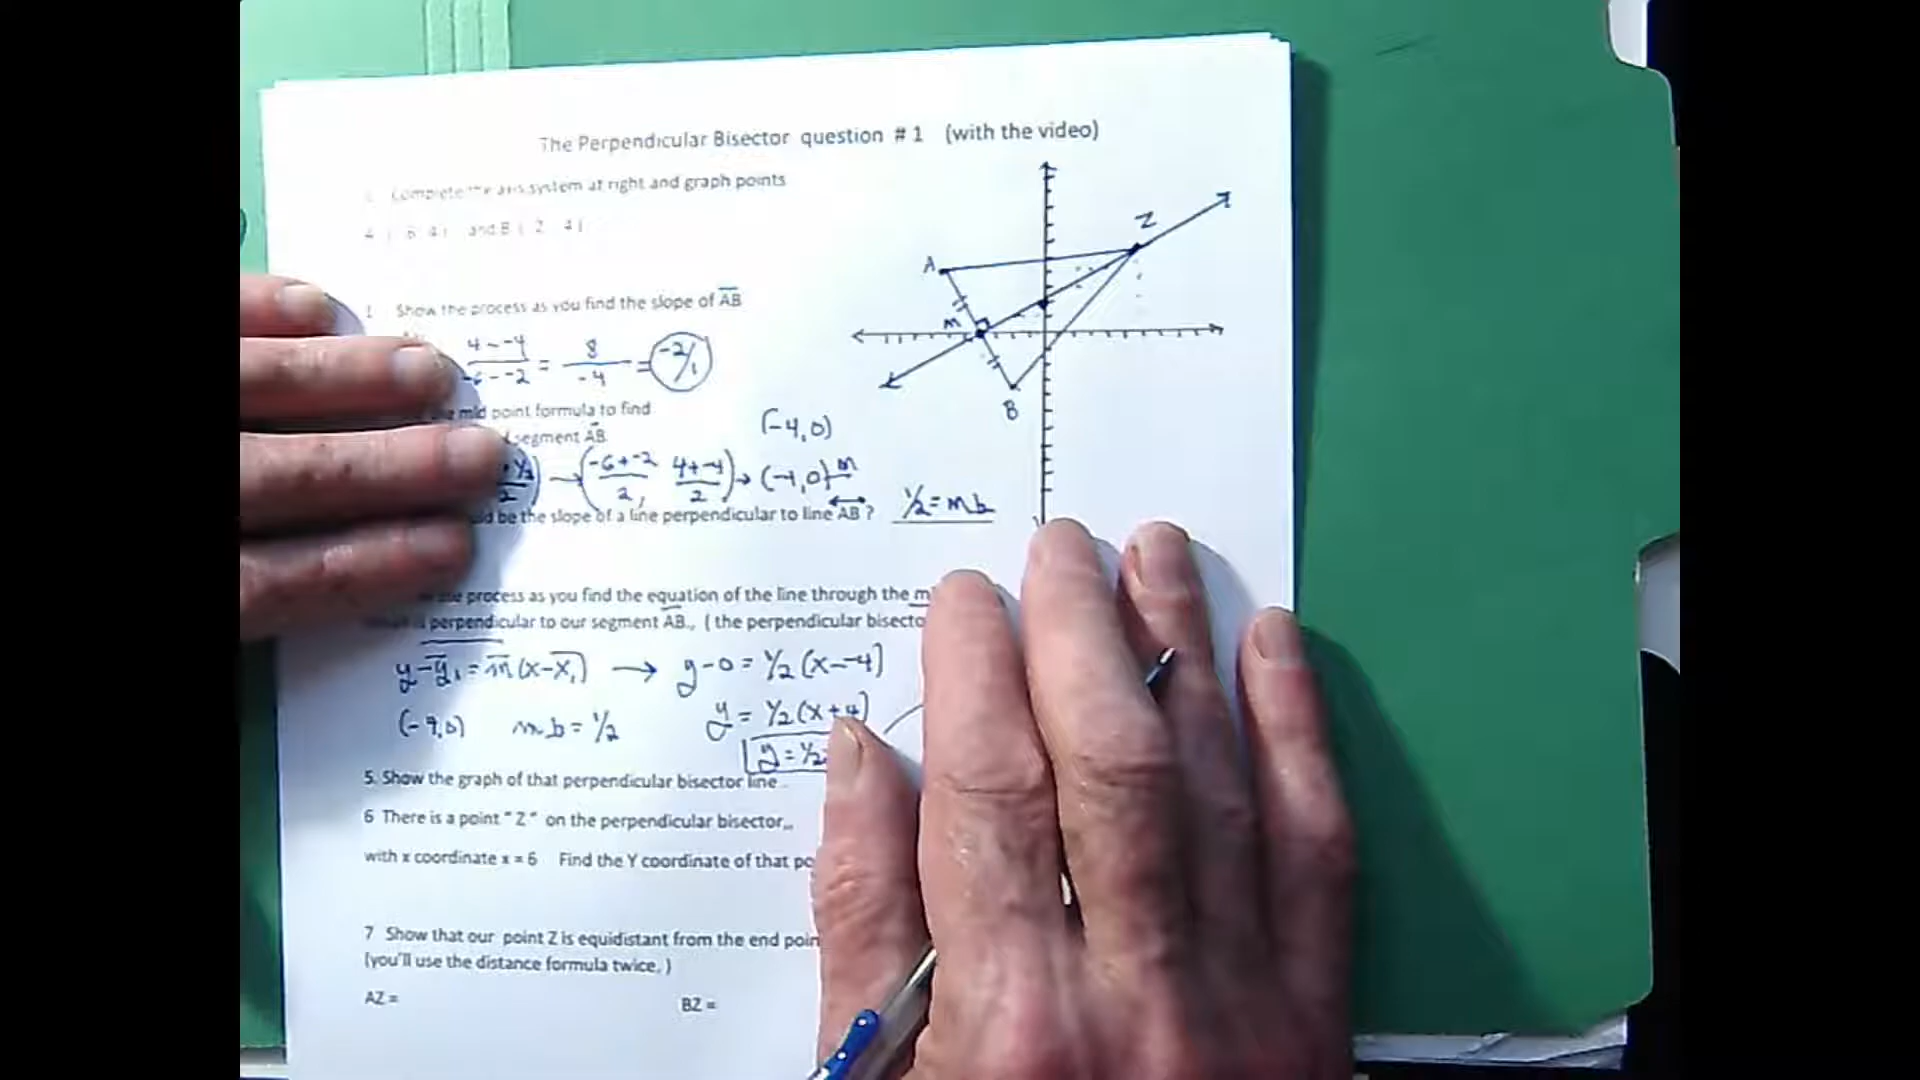 The Perpendicular Bisector question # 1 (with the video)
Complete the axis system at right and graph points
and B
1 Show the process as you find the slope of AB
4--4 / -6--2 = 8 / -4 = -2/1
mid point formula to find
segment AB
(-4,0)
(-6+-2 / 2, 4+-4 / 2) → (-4,0) m
be the slope of a line perpendicular to line AB ? 1/2 = mb
process as you find the equation of the line through the
perpendicular to our segment AB., ( the perpendicular
y-y1 = m(x-x1) → y-0 = 1/2 (x--4)
(-4,0) mb = 1/2 y = 1/2 (x+4)
y = 1/2
5. Show the graph of that perpendicular bisector line
6 There is a point "Z" on the perpendicular bisector,,
with x coordinate x = 6 Find the Y coordinate of that
7 Show that our point Z is equidistant from the end
(you'll use the distance formula twice. )
AZ = BZ =
Z
A
m
B